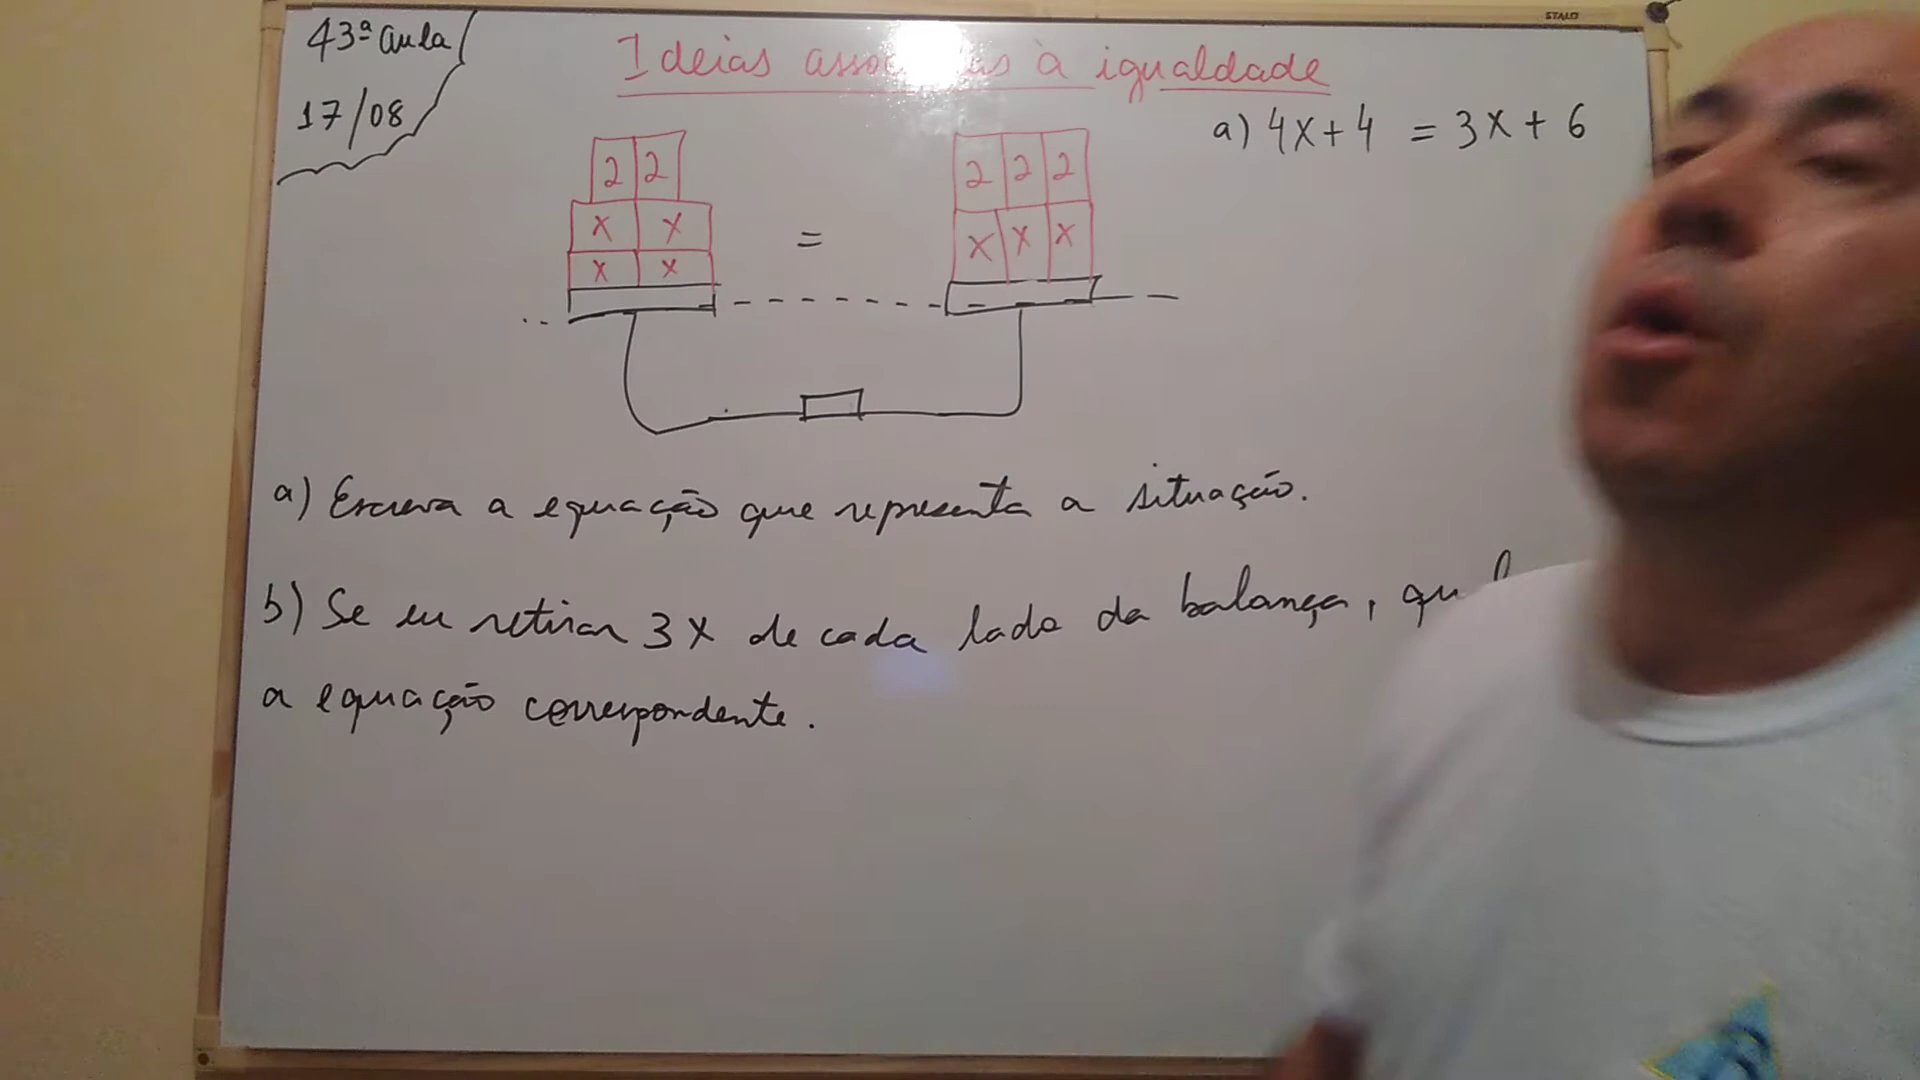 STALO
43ª aula
17/08
Ideias à igualdade
a) 4x+4 = 3x + 6
2 2
2 2 2
x x
=
x x x
x x
a) Escreva a equação que representa a situação.
b) Se eu retirar 3x de cada lado da balança,
a equação correspondente.